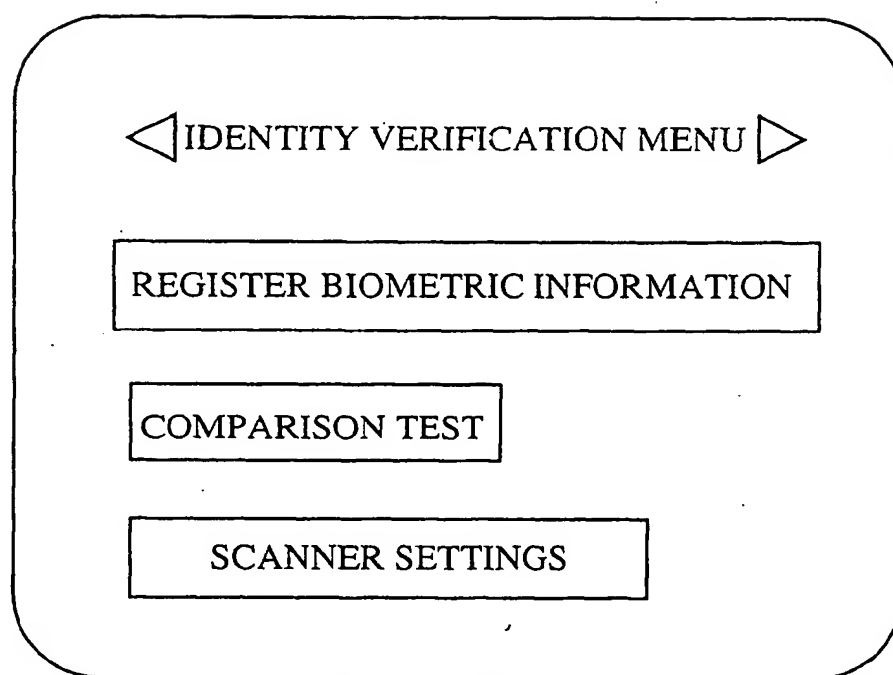 IDENTITY VERIFICATION MENU
REGISTER BIOMETRIC INFORMATION
COMPARISON TEST
SCANNER SETTINGS